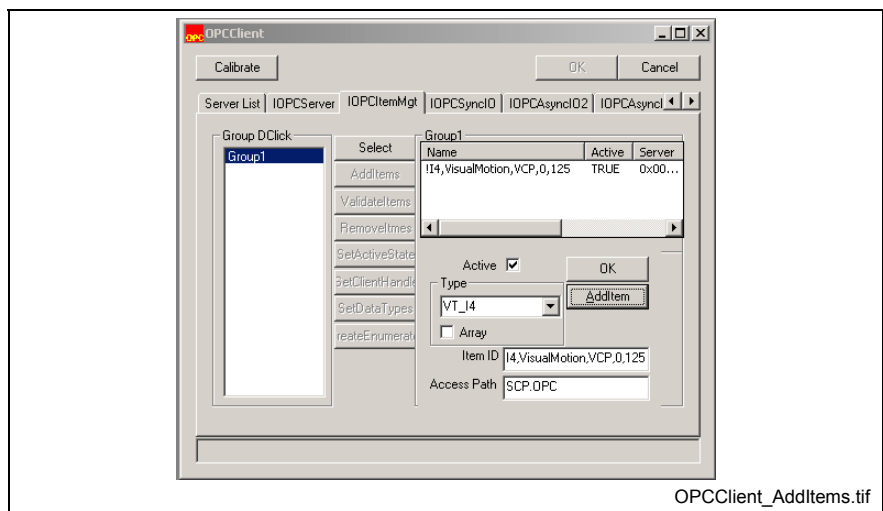 OPC OPCClient
Calibrate OK Cancel
Server List IOPCServer IOPCItemMgt IOPCSyncIO IOPCAsyncIO2 IOPCAsyncI
Group DClick
Group1
Select
AddItems
ValidateItems
RemoveItmes
SetActiveState
SetClientHandle
SetDataTypes
reateEnumerato
Group1
Name Active Server
!I4,VisualMotion,VCP,0,125 TRUE 0x00...
Active
OK
Type
VT_I4
AddItem
Array
Item ID I4,VisualMotion,VCP,0,125
Access Path SCP.OPC
OPCClient_AddItems.tif